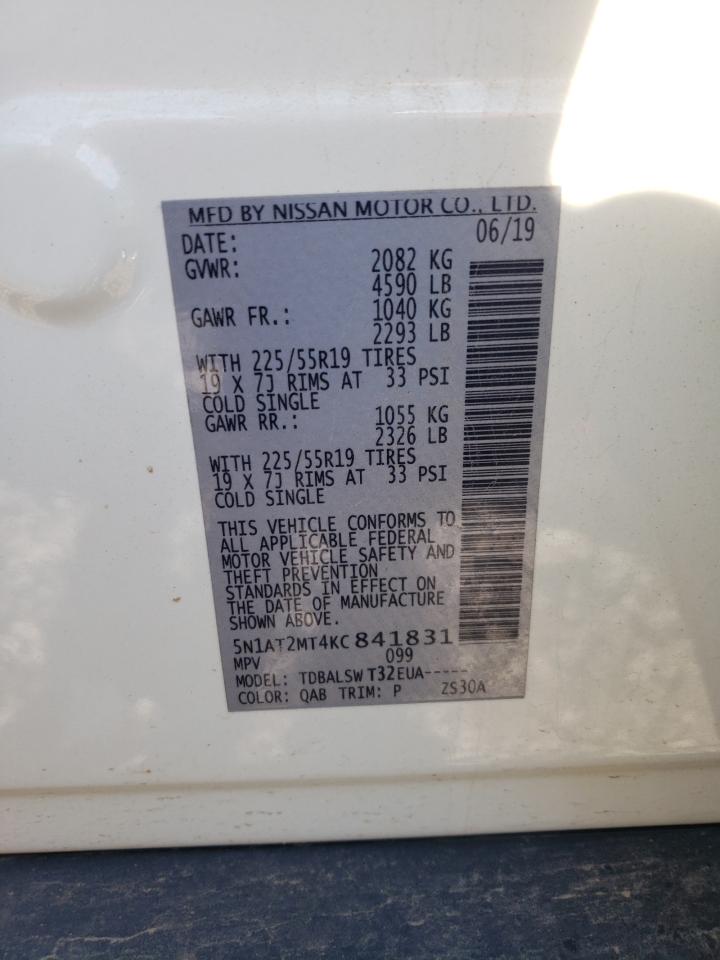 MFD BY NISSAN MOTOR CO., LTD.
DATE: 06/19
GVWR: 2082 KG
4590 LB
GAWR FR.: 1040 KG
2293 LB
WITH 225/55R19 TIRES
19 X 7J RIMS AT 33 PSI
COLD SINGLE
GAWR RR.: 1055 KG
2326 LB
WITH 225/55R19 TIRES
19 X 7J RIMS AT 33 PSI
COLD SINGLE
THIS VEHICLE CONFORMS TO
ALL APPLICABLE FEDERAL
MOTOR VEHICLE SAFETY AND
THEFT PREVENTION
STANDARDS IN EFFECT ON
THE DATE OF MANUFACTURE
SHOWN ABOVE.
5N1AT2MT4KC841831
MPV 099
MODEL: TDBALSW T32EUA-----
COLOR: QAB TRIM: P ZS30A